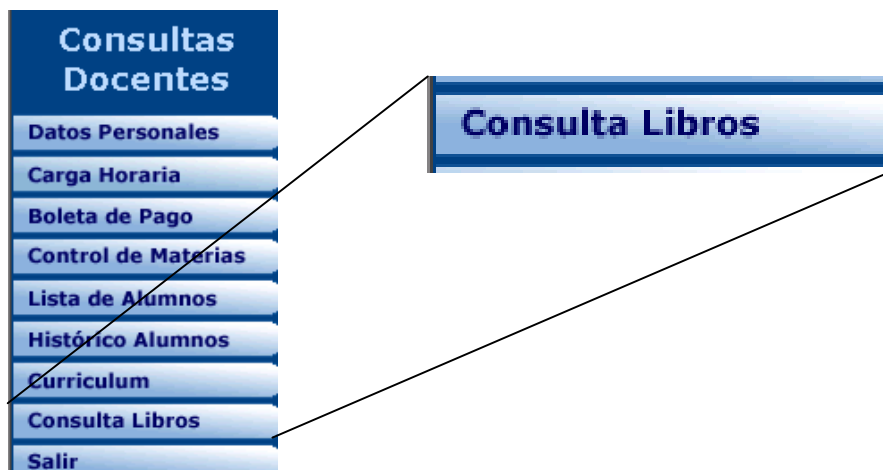 Consultas
Docentes
Datos Personales
Carga Horaria
Boleta de Pago
Control de Materias
Lista de Alumnos
Histórico Alumnos
Curriculum
Consulta Libros
Salir
Consulta Libros